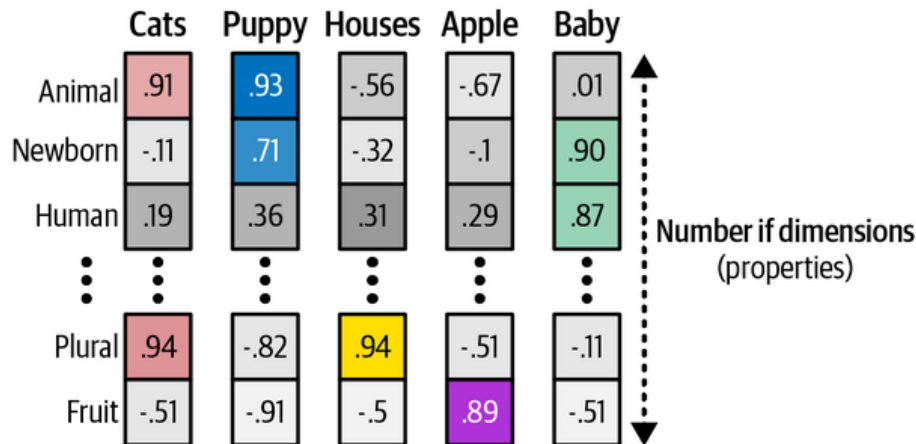 Cats Puppy Houses Apple Baby
Animal .91 .93 -.56 -.67 .01
Newborn -.11 .71 -.32 -.1 .90
Human .19 .36 .31 .29 .87
Number if dimensions
(properties)
Plural .94 -.82 .94 -.51 -.11
Fruit -.51 -.91 -.5 .89 -.51